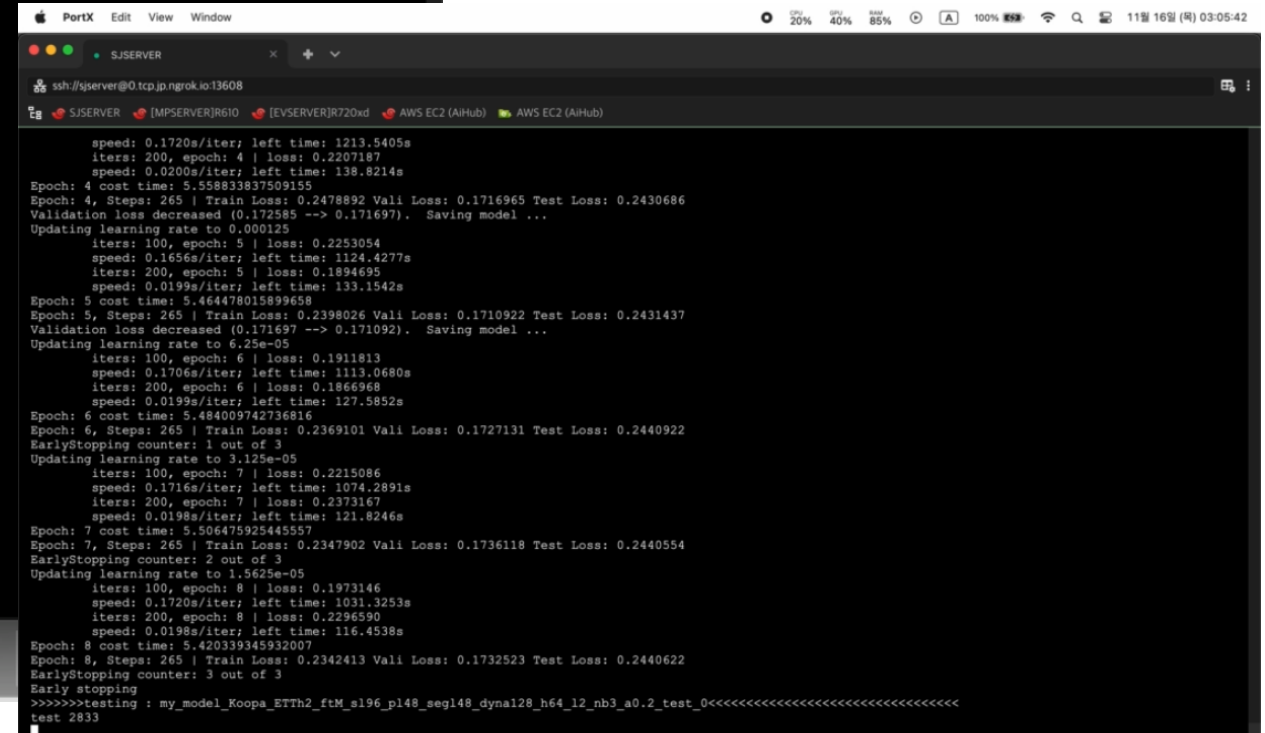 PortX Edit View Window
CPU 20% GPU 40% RAM 85% A 100% 11월 16일 (목) 03:05:42
SJSERVER
ssh://sjserver@0.tcp.jp.ngrok.io:13608
SJSERVER [MPSERVER]R610 [EVSERVER]R720xd AWS EC2 (AiHub) AWS EC2 (AiHub)
speed: 0.1720s/iter; left time: 1213.5405s
iters: 200, epoch: 4 | loss: 0.2207187
speed: 0.0200s/iter; left time: 138.8214s
Epoch: 4 cost time: 5.558833837509155
Epoch: 4, Steps: 265 | Train Loss: 0.2478892 Vali Loss: 0.1716965 Test Loss: 0.2430686
Validation loss decreased (0.172585 --> 0.171697).  Saving model ...
Updating learning rate to 0.000125
iters: 100, epoch: 5 | loss: 0.2253054
speed: 0.1656s/iter; left time: 1124.4277s
iters: 200, epoch: 5 | loss: 0.1894695
speed: 0.0199s/iter; left time: 133.1542s
Epoch: 5 cost time: 5.464478015899658
Epoch: 5, Steps: 265 | Train Loss: 0.2398026 Vali Loss: 0.1710922 Test Loss: 0.2431437
Validation loss decreased (0.171697 --> 0.171092).  Saving model ...
Updating learning rate to 6.25e-05
iters: 100, epoch: 6 | loss: 0.1911813
speed: 0.1706s/iter; left time: 1113.0680s
iters: 200, epoch: 6 | loss: 0.1866968
speed: 0.0199s/iter; left time: 127.5852s
Epoch: 6 cost time: 5.484009742736816
Epoch: 6, Steps: 265 | Train Loss: 0.2369101 Vali Loss: 0.1727131 Test Loss: 0.2440922
EarlyStopping counter: 1 out of 3
Updating learning rate to 3.125e-05
iters: 100, epoch: 7 | loss: 0.2215086
speed: 0.1716s/iter; left time: 1074.2891s
iters: 200, epoch: 7 | loss: 0.2373167
speed: 0.0198s/iter; left time: 121.8246s
Epoch: 7 cost time: 5.506475925445557
Epoch: 7, Steps: 265 | Train Loss: 0.2347902 Vali Loss: 0.1736118 Test Loss: 0.2440554
EarlyStopping counter: 2 out of 3
Updating learning rate to 1.5625e-05
iters: 100, epoch: 8 | loss: 0.1973146
speed: 0.1720s/iter; left time: 1031.3253s
iters: 200, epoch: 8 | loss: 0.2296590
speed: 0.0198s/iter; left time: 116.4538s
Epoch: 8 cost time: 5.420339345932007
Epoch: 8, Steps: 265 | Train Loss: 0.2342413 Vali Loss: 0.1732523 Test Loss: 0.2440622
EarlyStopping counter: 3 out of 3
Early stopping
>>>>>>>testing : my_model_Koopa_ETTh2_ftM_sl96_pl48_segl48_dyna128_h64_l2_nb3_a0.2_test_0<<<<<<<<<<<<<<<<<<<<<<<<<<<<<<<<<
test 2833